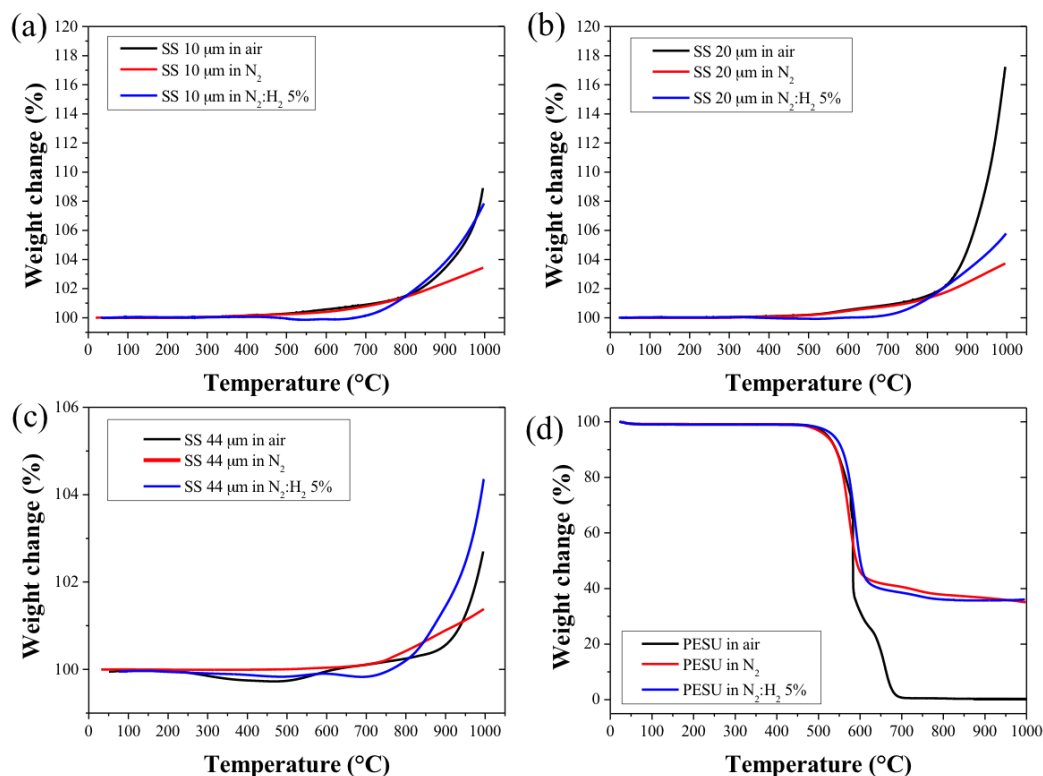 (a)
120
118
116
114
112
110
108
106
104
102
100
Weight change (%)
SS 10 μm in air
SS 10 μm in N₂
SS 10 μm in N₂:H₂ 5%
0 100 200 300 400 500 600 700 800 900 1000
Temperature (°C)
(b)
120
118
116
114
112
110
108
106
104
102
100
Weight change (%)
SS 20 μm in air
SS 20 μm in N₂
SS 20 μm in N₂:H₂ 5%
0 100 200 300 400 500 600 700 800 900 1000
Temperature (°C)
(c)
106
104
102
100
Weight change (%)
SS 44 μm in air
SS 44 μm in N₂
SS 44 μm in N₂:H₂ 5%
0 100 200 300 400 500 600 700 800 900 1000
Temperature (°C)
(d)
100
80
60
40
20
0
Weight change (%)
PESU in air
PESU in N₂
PESU in N₂:H₂ 5%
0 100 200 300 400 500 600 700 800 900 1000
Temperature (°C)